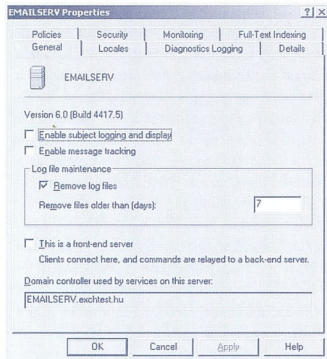 EMAILSERV Properties
Policies Security Monitoring Full-Text Indexing
General Locales Diagnostics Logging Details
EMAILSERV
Version 6.0 (Build 4417.5)
Enable subject logging and display
Enable message tracking
Log file maintenance
Remove log files
Remove files older than (days): 7
This is a front-end server
Clients connect here, and commands are relayed to a back-end server.
Domain controller used by services on this server:
EMAILSERV.exchtest.hu
OK Cancel Apply Help